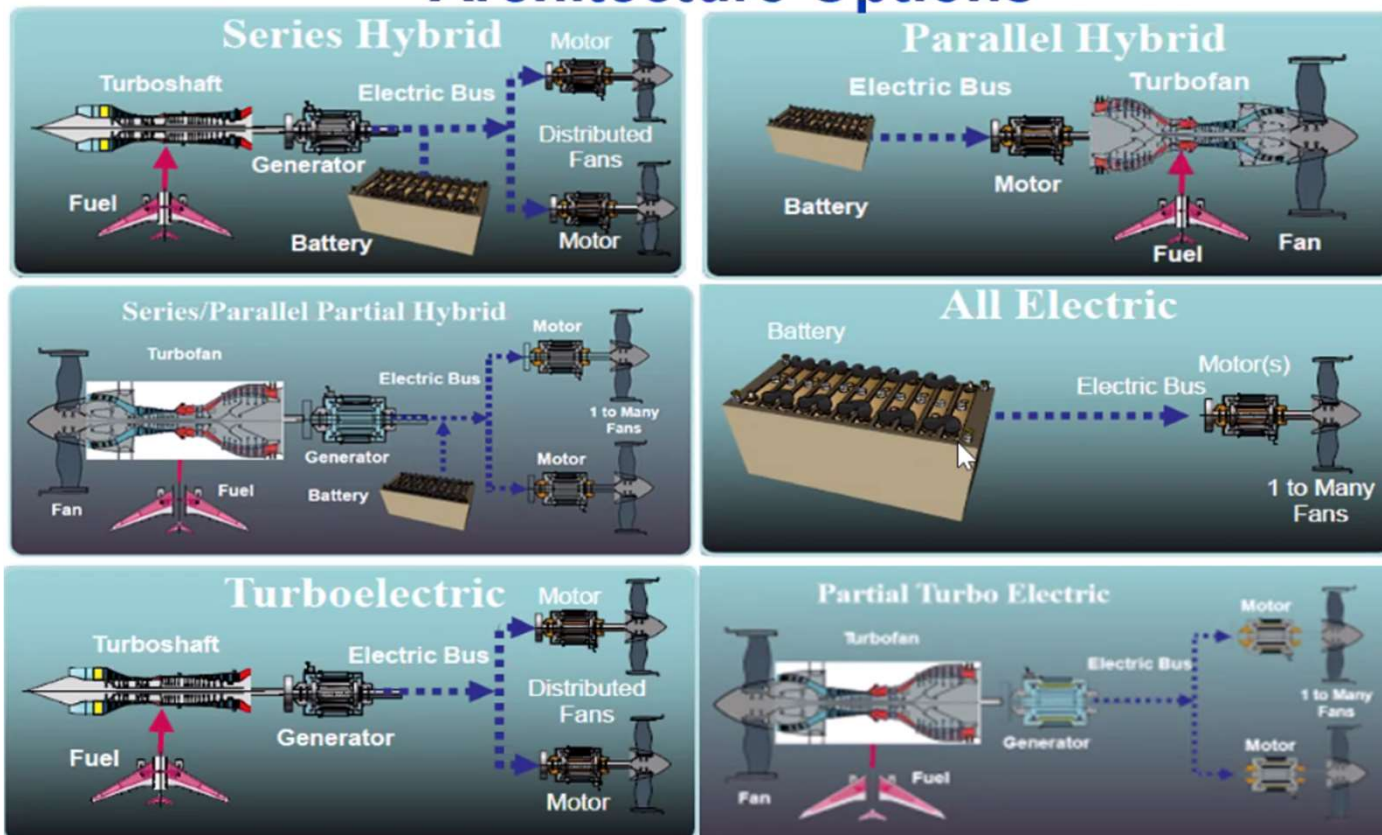 Architecture Options
Series Hybrid
Motor
Turboshaft
Electric Bus
Distributed
Fans
Generator
Fuel
Battery
Motor
Parallel Hybrid
Electric Bus
Turbofan
Motor
Battery
Fuel
Fan
Series/Parallel Partial Hybrid
Motor
Turbofan
Electric Bus
1 to Many
Fans
Generator
Motor
Fuel
Battery
Fan
All Electric
Battery
Motor(s)
Electric Bus
1 to Many
Fans
Turboelectric
Motor
Turboshaft
Electric Bus
Distributed
Fans
Generator
Fuel
Motor
Partial Turbo Electric
Motor
Turbofan
Electric Bus
1 to Many
Fans
Generator
Motor
Fuel
Fan